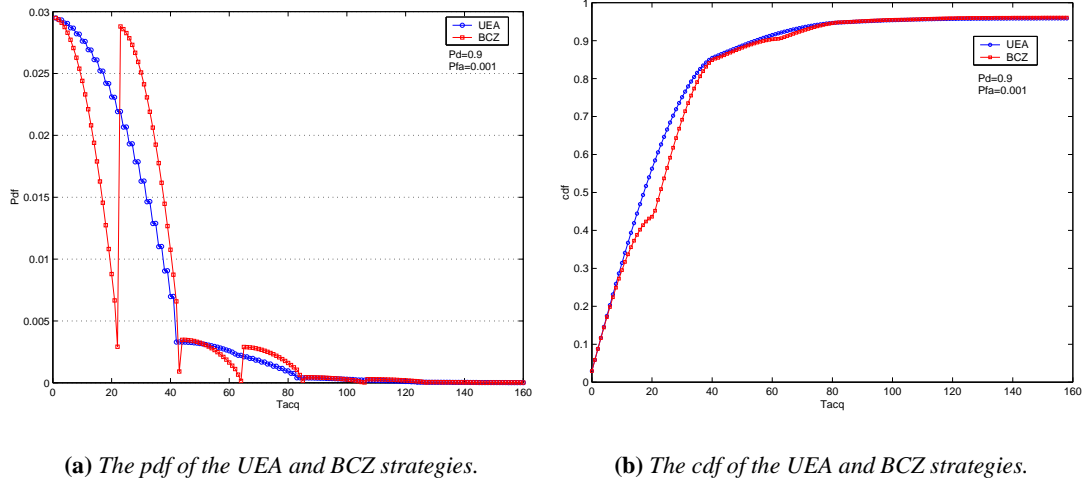 0.03
0.025
0.02
0.015
0.01
0.005
0
Pdf
0 20 40 60 80 100 120 140 160
Tacq
UEA
BCZ
Pd=0.9
Pfa=0.001
(a) The pdf of the UEA and BCZ strategies.
1
0.9
0.8
0.7
0.6
0.5
0.4
0.3
0.2
0.1
0
cdf
0 20 40 60 80 100 120 140 160
Tacq
UEA
BCZ
Pd=0.9
Pfa=0.001
(b) The cdf of the UEA and BCZ strategies.